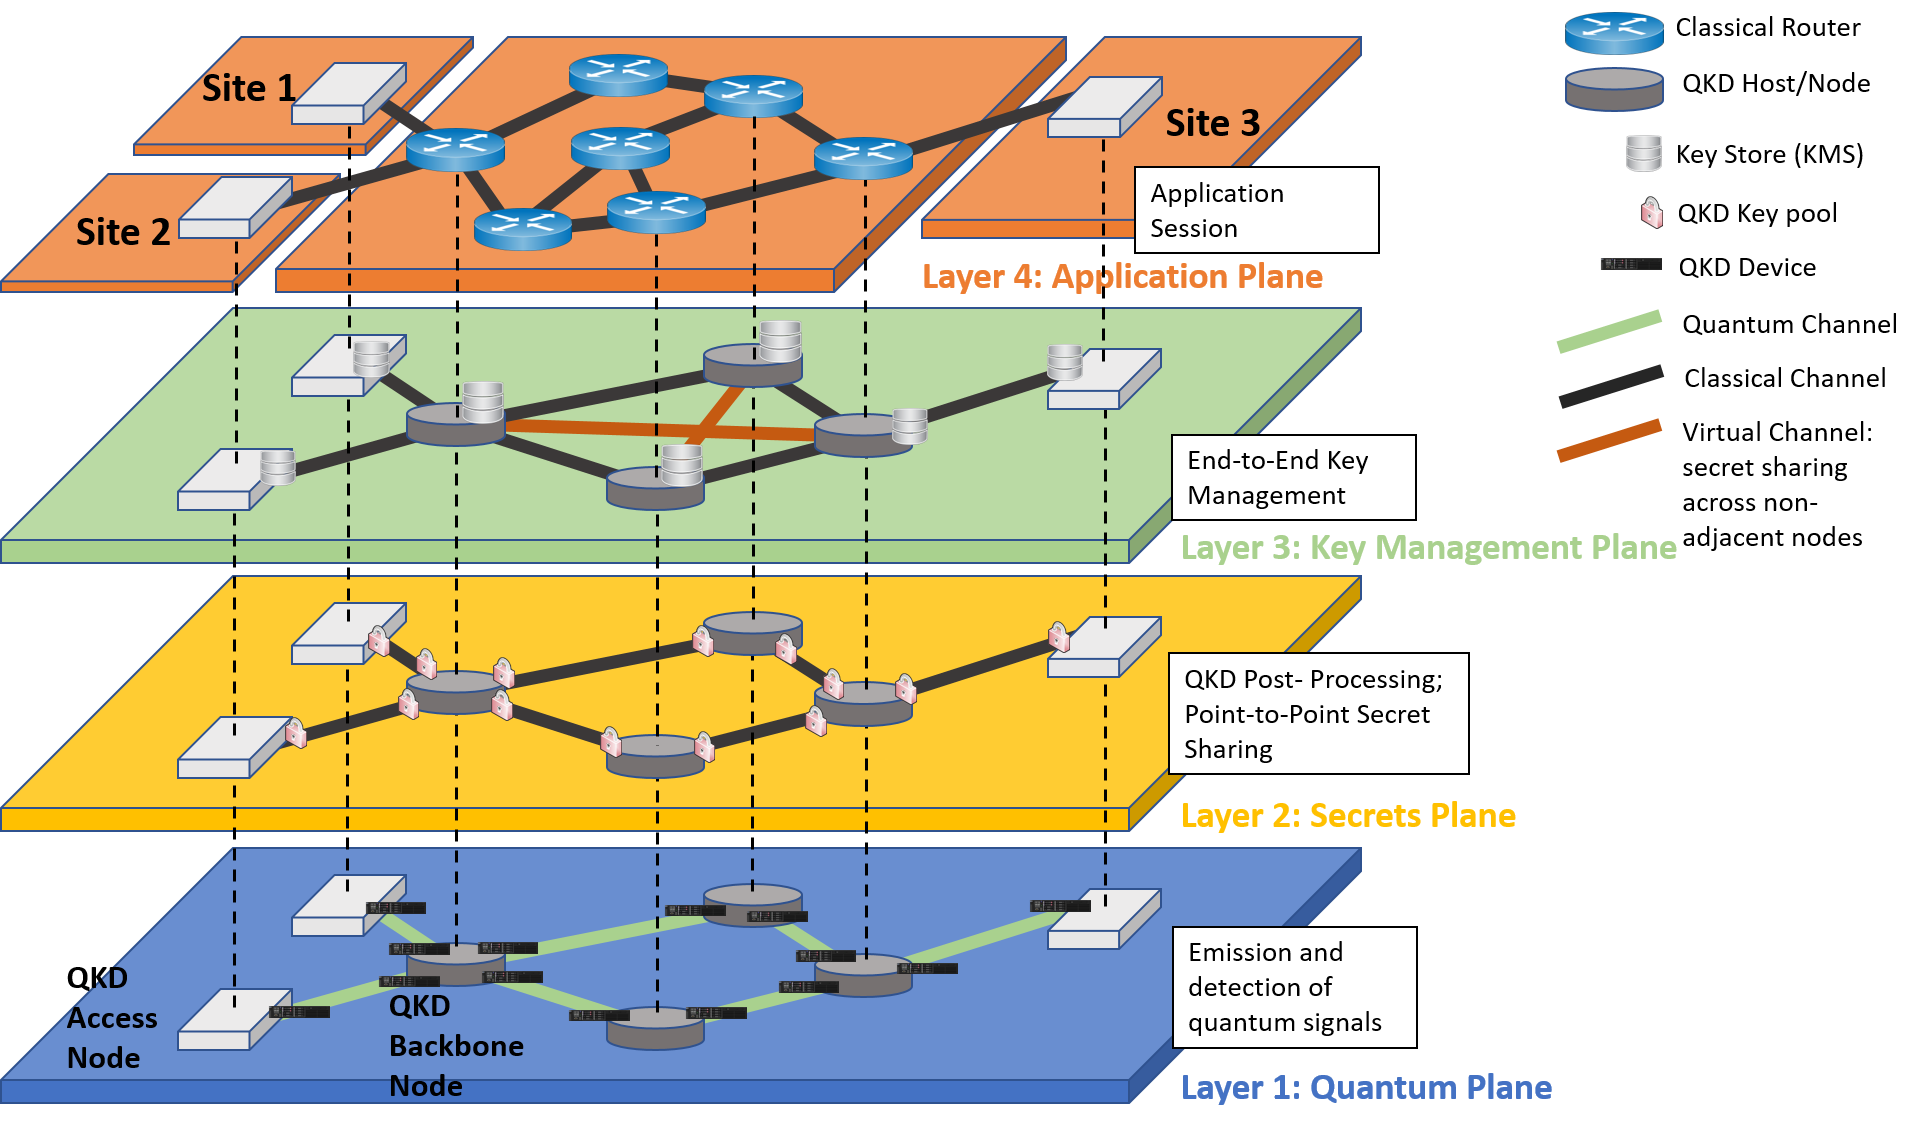 Site 1
Site 2
Site 3
Application
Session
Layer 4: Application Plane
End-to-End Key
Management
Layer 3: Key Management Plane
QKD Post- Processing;
Point-to-Point Secret
Sharing
Layer 2: Secrets Plane
QKD
Access
Node
QKD
Backbone
Node
Emission and
detection of
quantum signals
Layer 1: Quantum Plane
Classical Router
QKD Host/Node
Key Store (KMS)
QKD Key pool
QKD Device
Quantum Channel
Classical Channel
Virtual Channel:
secret sharing
across non-
adjacent nodes